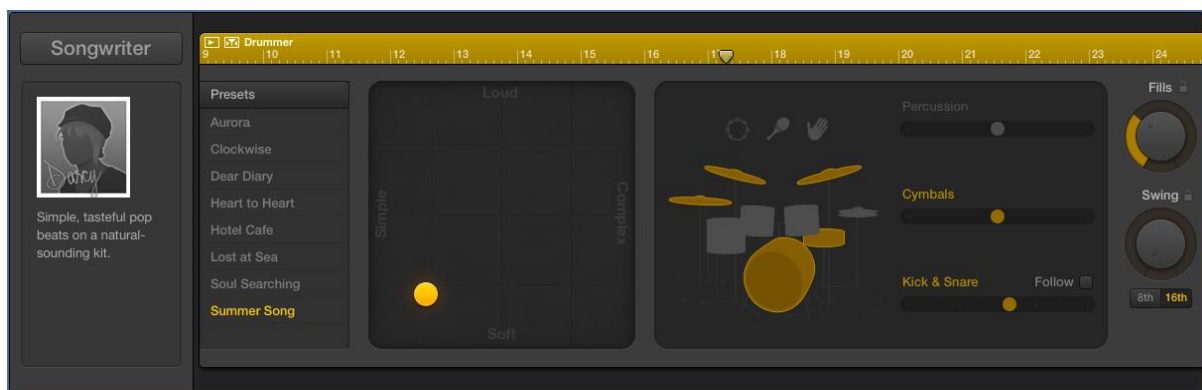 Songwriter
Darcy
Simple, tasteful pop
beats on a natural-
sounding kit.
Drummer
9 10 11 12 13 14 15 16 17 18 19 20 21 22 23 24
Presets
Aurora
Clockwise
Dear Diary
Heart to Heart
Hotel Cafe
Lost at Sea
Soul Searching
Summer Song
Loud
Simple
Complex
Soft
Percussion
Cymbals
Kick & Snare Follow
Fills
Swing
8th 16th